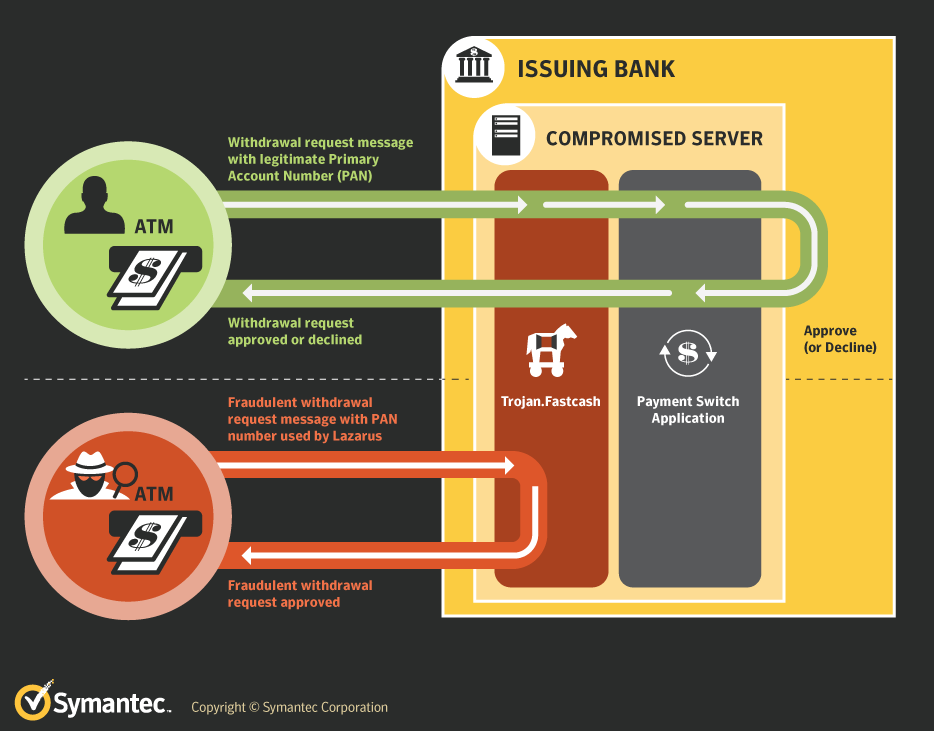 ISSUING BANK
COMPROMISED SERVER
Withdrawal request message
with legitimate Primary
Account Number (PAN)
ATM
$
Withdrawal request
approved or declined
Approve
(or Decline)
$
Trojan.Fastcash
Payment Switch
Application
Fraudulent withdrawal
request message with PAN
number used by Lazarus
ATM
$
Fraudulent withdrawal
request approved
Symantec™
Copyright © Symantec Corporation